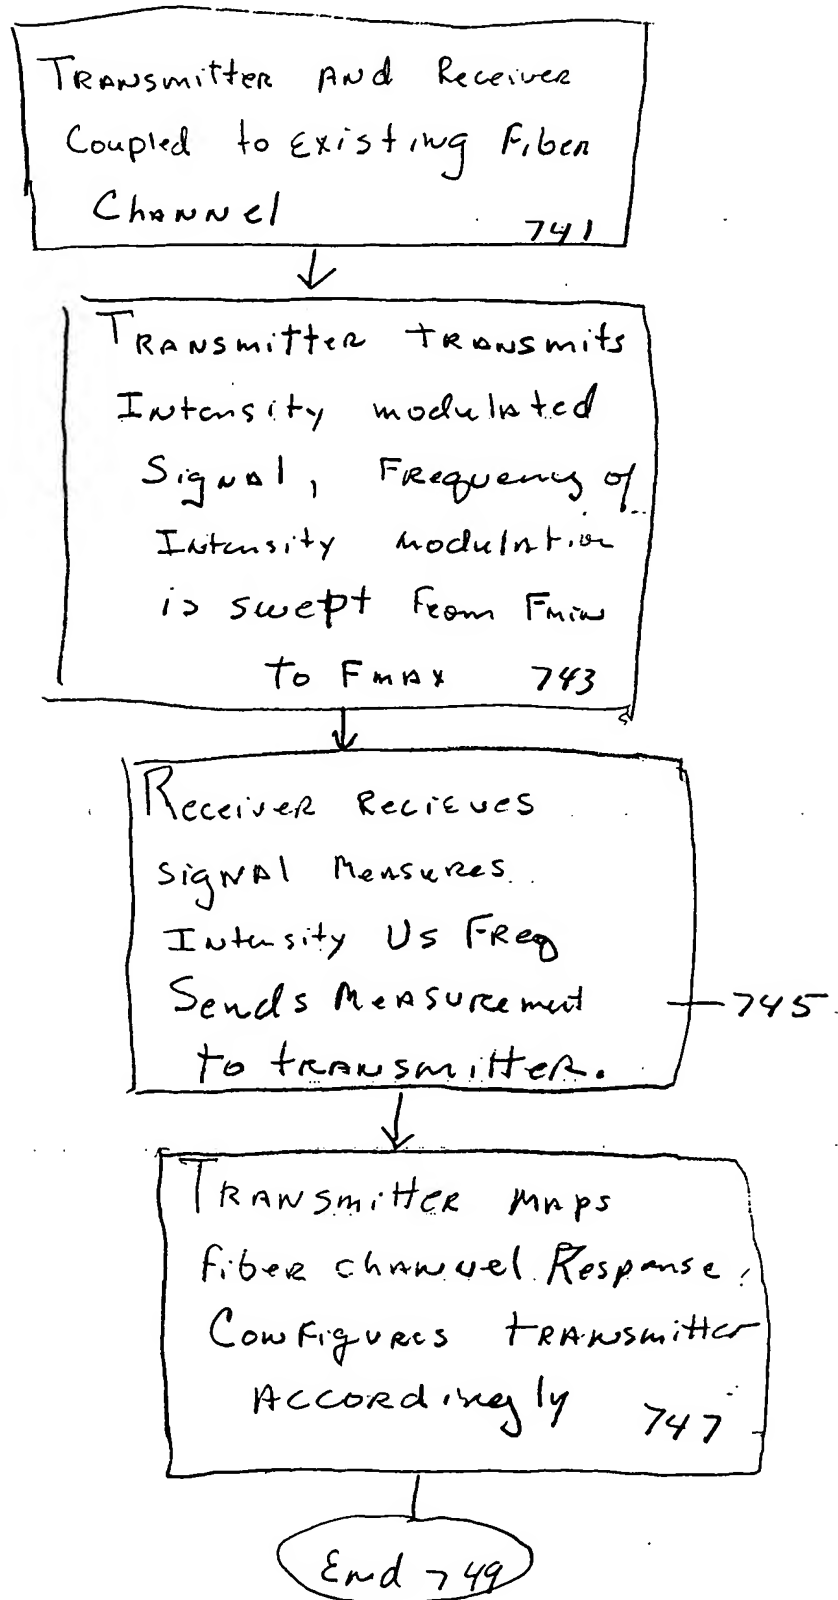 Transmitter and Receiver
Coupled to Existing Fiber
Channel
741
Transmitter transmits
Intensity modulated
Signal, Frequency of
Intensity modulation
is swept From Fmin
to Fmax 743
Receiver Recieves
signal Measures
Intensity Vs Freq
Sends Measurement
to transmitter.
745
Transmitter maps
fiber channel Response,
Configures transmitter
Accordingly
747
End 749